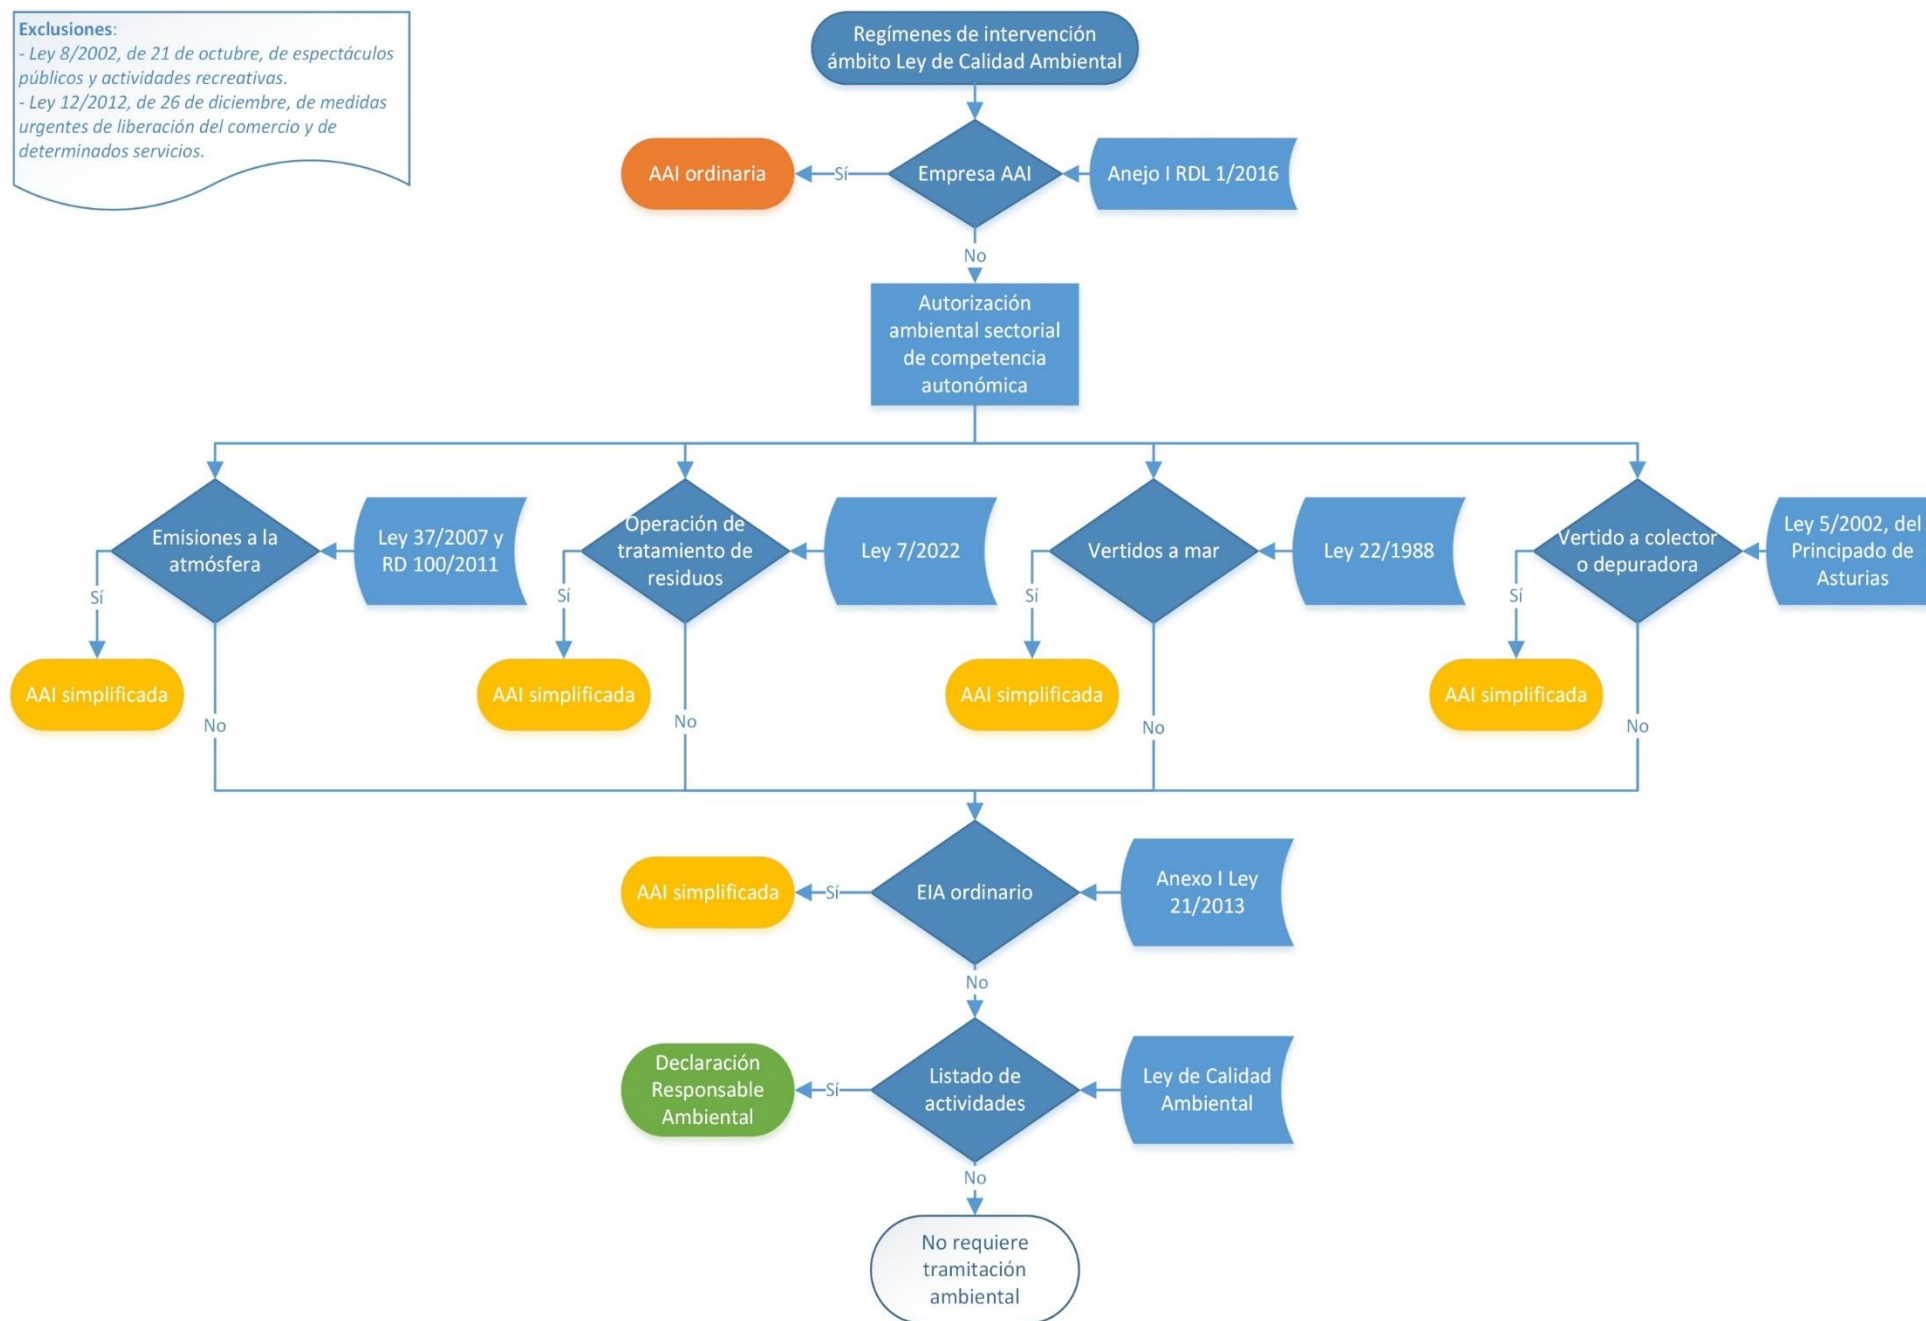 Exclusiones:
- Ley 8/2002, de 21 de octubre, de espectáculos
públicos y actividades recreativas.
- Ley 12/2012, de 26 de diciembre, de medidas
urgentes de liberación del comercio y de
determinados servicios.
Regímenes de intervención
ámbito Ley de Calidad Ambiental
AAI ordinaria
Sí
Empresa AAI
Anejo I RDL 1/2016
No
Autorización
ambiental sectorial
de competencia
autonómica
Emisiones a la
atmósfera
Ley 37/2007 y
RD 100/2011
Sí
AAI simplificada
No
Operación de
tratamiento de
residuos
Ley 7/2022
Sí
AAI simplificada
No
Vertidos a mar
Ley 22/1988
Sí
AAI simplificada
No
Vertido a colector
o depuradora
Ley 5/2002, del
Principado de
Asturias
Sí
AAI simplificada
No
AAI simplificada
Sí
EIA ordinario
Anexo I Ley
21/2013
No
Declaración
Responsable
Ambiental
Sí
Listado de
actividades
Ley de Calidad
Ambiental
No
No requiere
tramitación
ambiental